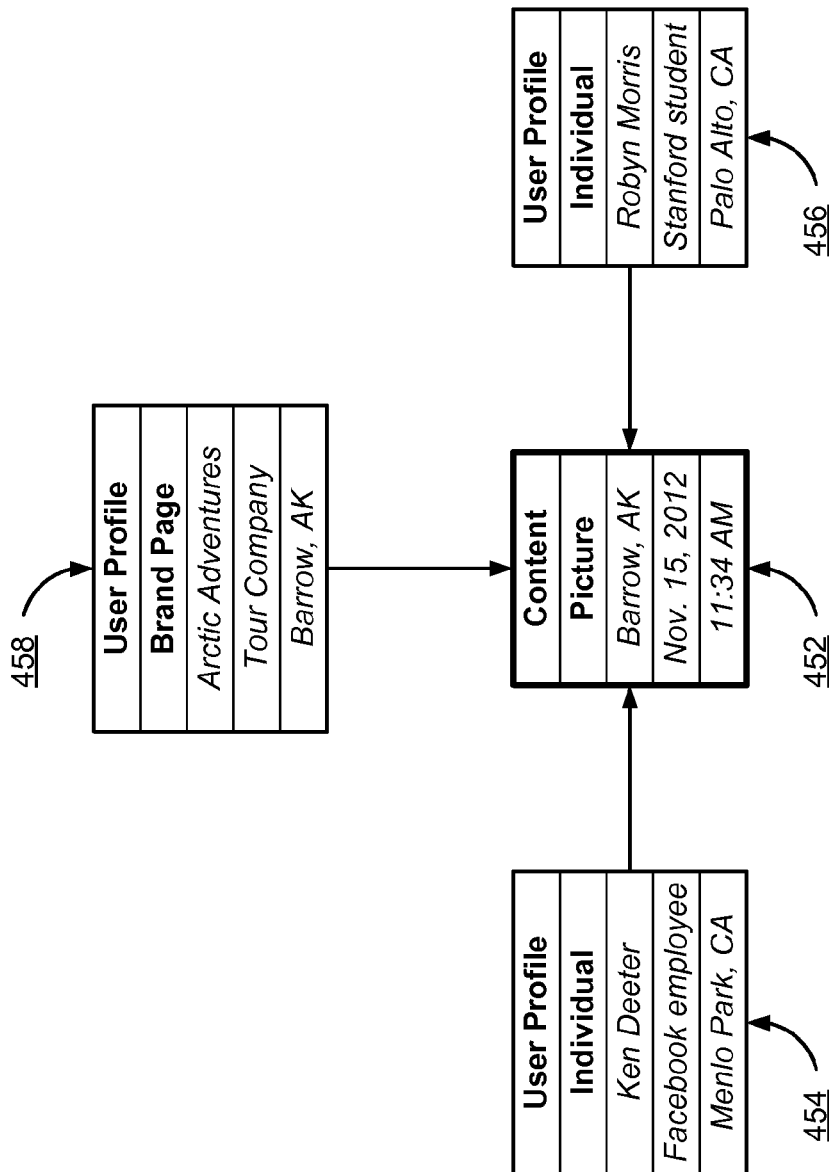 458
User Profile
Brand Page
Arctic Adventures
Tour Company
Barrow, AK
User Profile
Individual
Ken Deeter
Facebook employee
Menlo Park, CA
454
Content
Picture
Barrow, AK
Nov. 15, 2012
11:34 AM
452
User Profile
Individual
Robyn Morris
Stanford student
Palo Alto, CA
456